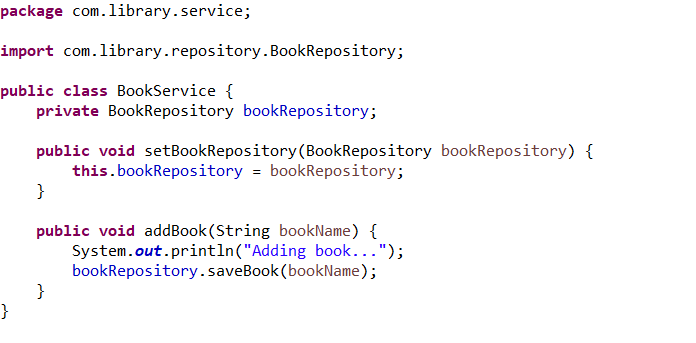 package com.library.service;
import com.library.repository.BookRepository;
public class BookService {
    private BookRepository bookRepository;
    public void setBookRepository(BookRepository bookRepository) {
        this.bookRepository = bookRepository;
    }
    public void addBook(String bookName) {
        System.out.println("Adding book...");
        bookRepository.saveBook(bookName);
    }
}